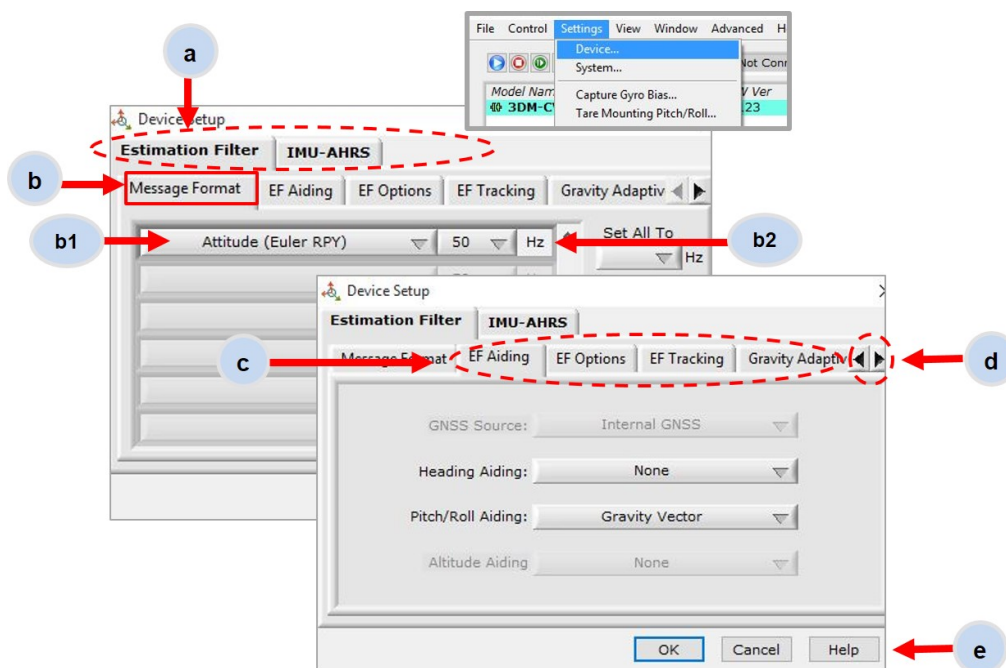 File Control Settings View Window Advanced H
Device...
System...
Not Conn
Model Nam
V Ver
3DM-C
.23
Capture Gyro Bias...
Tare Mounting Pitch/Roll...
a
Device Setup
Estimation Filter IMU-AHRS
b
Message Format EF Aiding EF Options EF Tracking Gravity Adaptiv
b1
Attitude (Euler RPY) 50 Hz
Set All To
Hz
b2
Device Setup
Estimation Filter IMU-AHRS
c
Message Format EF Aiding EF Options EF Tracking Gravity Adaptiv
d
GNSS Source: Internal GNSS
Heading Aiding: None
Pitch/Roll Aiding: Gravity Vector
Altitude Aiding None
OK Cancel Help
e